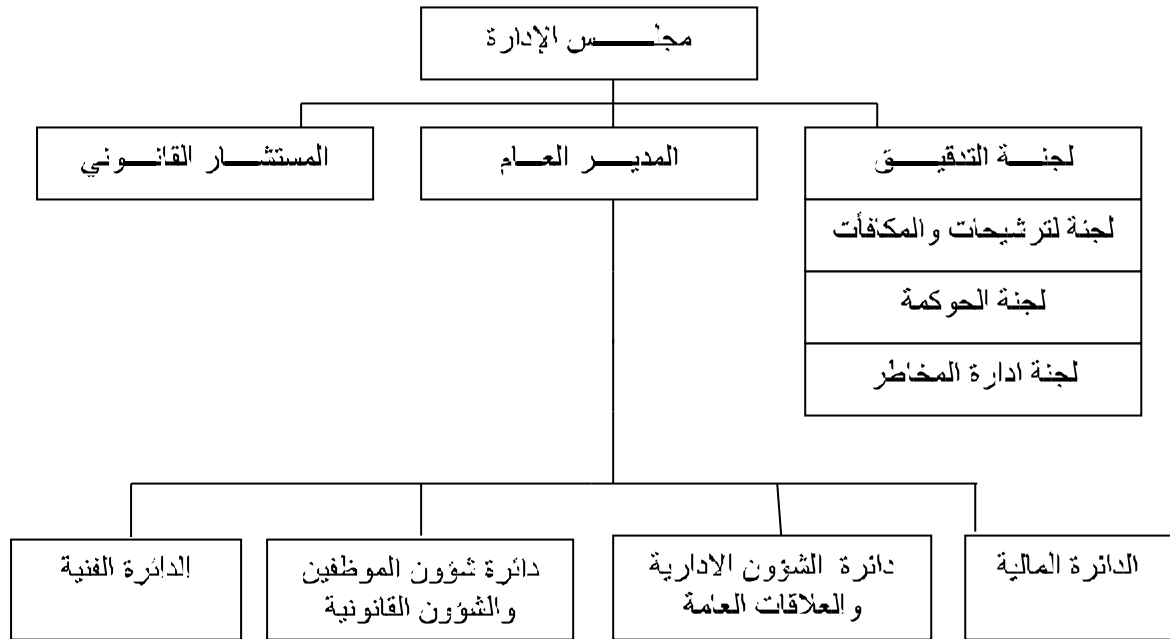 مجلس الإدارة
لجنة التدقيق
المدير العام
المستشار القانوني
لجنة لترشيحات والمكافأت
لجنة الحوكمة
لجنة ادارة المخاطر
الدائرة المالية
دائرة الشؤون الادارية
والعلاقات العامة
دائرة شؤون الموظفين
والشؤون القانونية
الدائرة الفنية